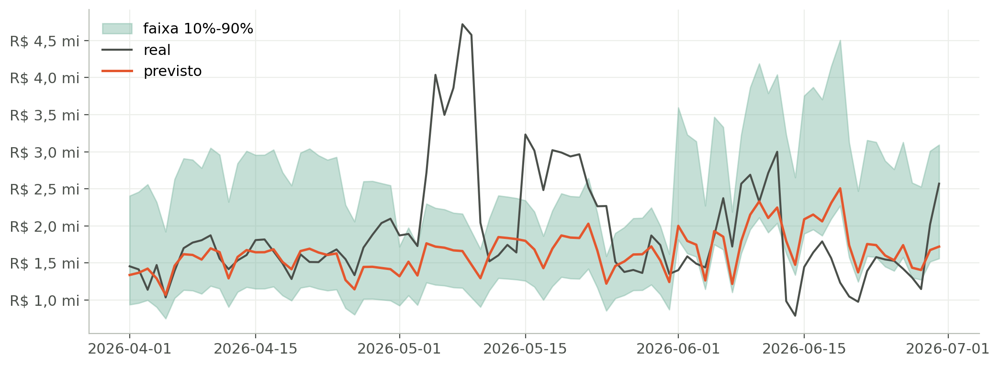 faixa 10%-90%
real
previsto
R$ 4,5 mi
R$ 4,0 mi
R$ 3,5 mi
R$ 3,0 mi
R$ 2,5 mi
R$ 2,0 mi
R$ 1,5 mi
R$ 1,0 mi
2026-04-01
2026-04-15
2026-05-01
2026-05-15
2026-06-01
2026-06-15
2026-07-01